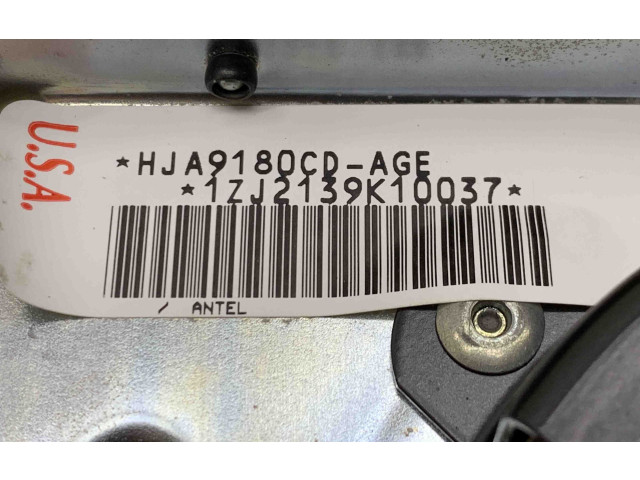 U.S.A.
*HJA9180CD-AGE
*1ZJ2139K10037*
/ ANTEL